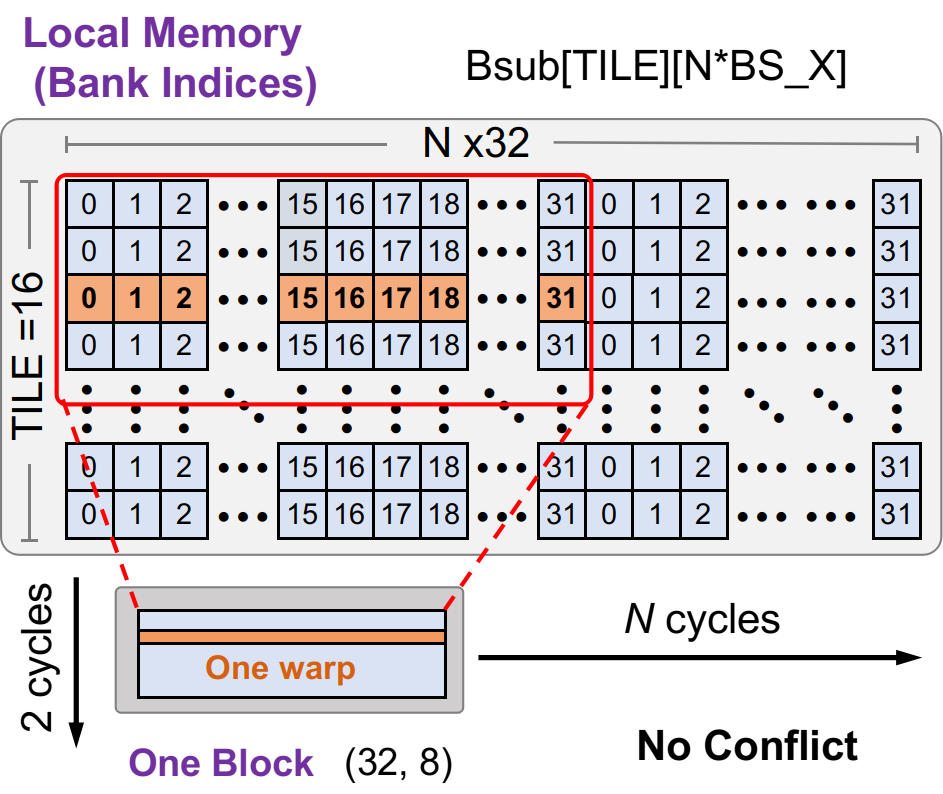 Local Memory
(Bank Indices)
Bsub[TILE][N*BS_X]
N x32
TILE =16
0 1 2 ••• 15 16 17 18 ••• 31 0 1 2 ••• ••• 31
0 1 2 ••• 15 16 17 18 ••• 31 0 1 2 ••• ••• 31
0 1 2 ••• 15 16 17 18 ••• 31 0 1 2 ••• ••• 31
0 1 2 ••• 15 16 17 18 ••• 31 0 1 2 ••• ••• 31
0 1 2 ••• 15 16 17 18 ••• 31 0 1 2 ••• ••• 31
0 1 2 ••• 15 16 17 18 ••• 31 0 1 2 ••• ••• 31
2 cycles
One warp
N cycles
One Block (32, 8)
No Conflict